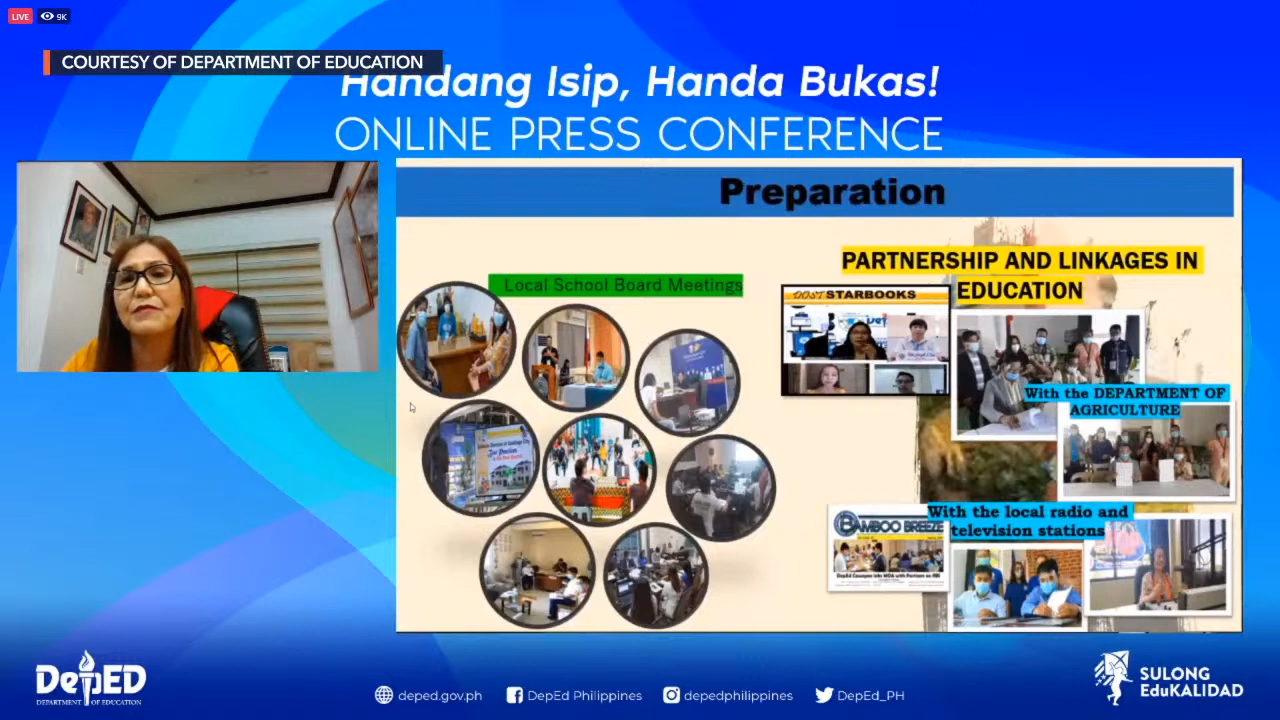 LIVE 9K
COURTESY OF DEPARTMENT OF EDUCATION
Handang Isip, Handa Bukas!
ONLINE PRESS CONFERENCE
Preparation
Local School Board Meetings
PARTNERSHIP AND LINKAGES IN
EDUCATION
DOST STARBOOKS
With the DEPARTMENT OF
AGRICULTURE
With the local radio and
television stations
BAMBOO BREEZE
DepED
DEPARTMENT OF EDUCATION
deped.gov.ph
DepEd Philippines
depedphilippines
DepEd_PH
SULONG
EduKALIDAD